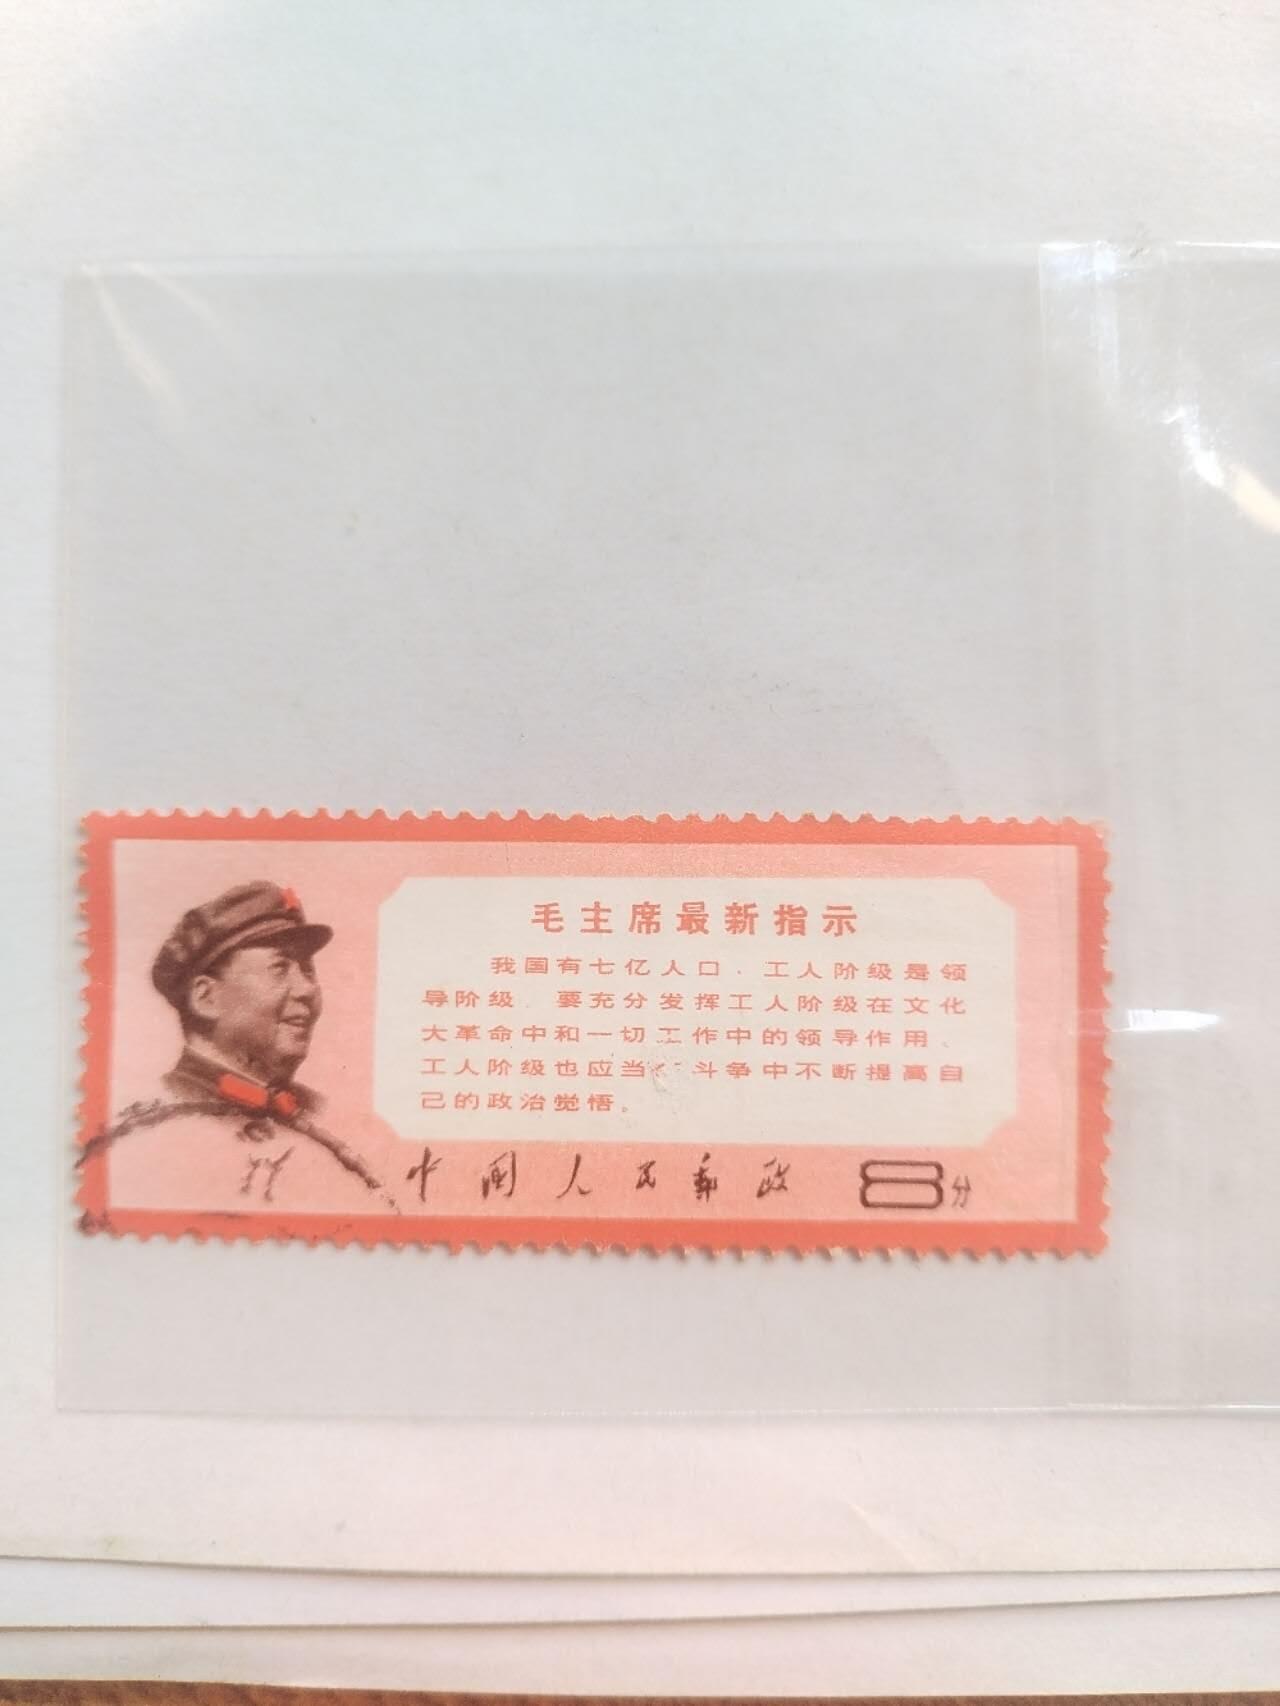 毛主席最新指示
我国有七亿人口，工人阶级是领
导阶级。要充分发挥工人阶级在文化
大革命中和一切工作中的领导作用。
工人阶级也应当 斗争中不断提高自
己的政治觉悟。
中国人民邮政 8分